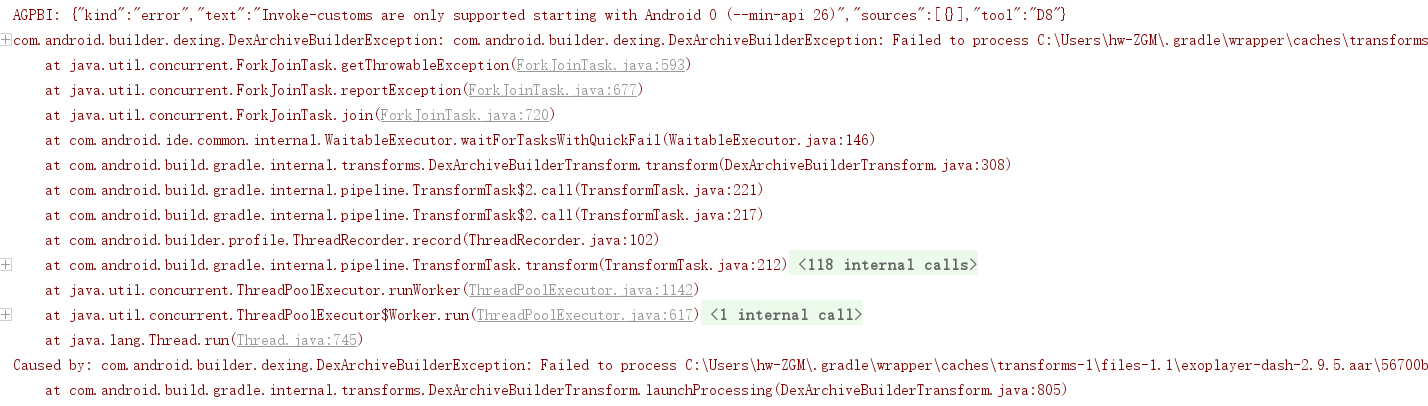 AGPBI: {"kind":"error","text":"Invoke-customs are only supported starting with Android O (--min-api 26)","sources":[{}],"tool":"D8"}
com.android.builder.dexing.DexArchiveBuilderException: com.android.builder.dexing.DexArchiveBuilderException: Failed to process C:\Users\hw-ZGM\.gradle\wrapper\caches\transforms
at java.util.concurrent.ForkJoinTask.getThrowableException(ForkJoinTask.java:593)
at java.util.concurrent.ForkJoinTask.reportException(ForkJoinTask.java:677)
at java.util.concurrent.ForkJoinTask.join(ForkJoinTask.java:720)
at com.android.ide.common.internal.WaitableExecutor.waitForTasksWithQuickFail(WaitableExecutor.java:146)
at com.android.build.gradle.internal.transforms.DexArchiveBuilderTransform.transform(DexArchiveBuilderTransform.java:308)
at com.android.build.gradle.internal.pipeline.TransformTask$2.call(TransformTask.java:221)
at com.android.build.gradle.internal.pipeline.TransformTask$2.call(TransformTask.java:217)
at com.android.builder.profile.ThreadRecorder.record(ThreadRecorder.java:102)
at com.android.build.gradle.internal.pipeline.TransformTask.transform(TransformTask.java:212) <118 internal calls>
at java.util.concurrent.ThreadPoolExecutor.runWorker(ThreadPoolExecutor.java:1142)
at java.util.concurrent.ThreadPoolExecutor$Worker.run(ThreadPoolExecutor.java:617) <1 internal call>
at java.lang.Thread.run(Thread.java:745)
Caused by: com.android.builder.dexing.DexArchiveBuilderException: Failed to process C:\Users\hw-ZGM\.gradle\wrapper\caches\transforms-1\files-1.1\exoplayer-dash-2.9.5.aar\56700b
at com.android.build.gradle.internal.transforms.DexArchiveBuilderTransform.launchProcessing(DexArchiveBuilderTransform.java:805)